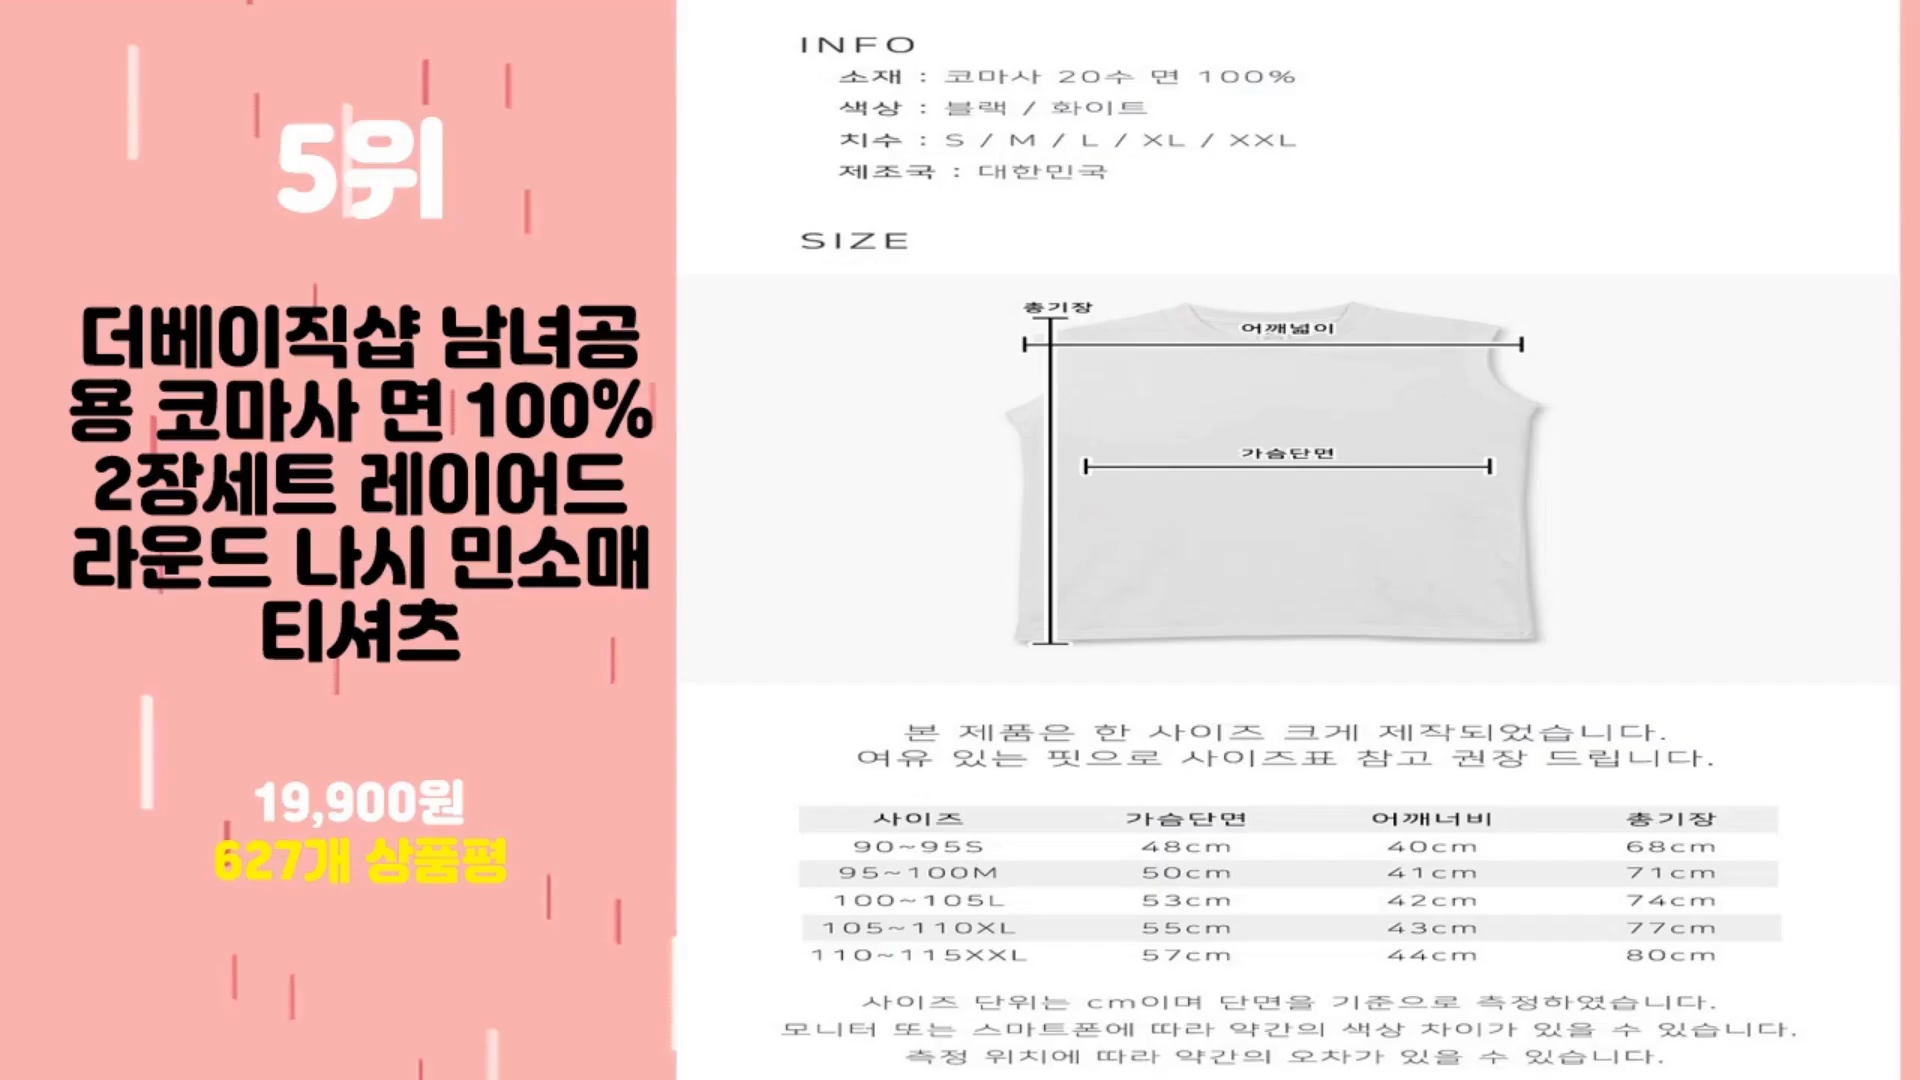 5위
더베이직샵 남녀공
용 코마사 면 100%
2장세트 레이어드
라운드 나시 민소매
티셔츠
19,900원
627개 상품평
INFO
소재 : 코마사 20수 면 100%
색상 : 블랙 / 화이트
치수 : S / M / L / XL / XXL
제조국 : 대한민국
SIZE
총기장
어깨넓이
가슴단면
본 제품은 한 사이즈 크게 제작되었습니다.
여유 있는 핏으로 사이즈표 참고 권장 드립니다.
사이즈 가슴단면 어깨너비 총기장
90~95S 48cm 40cm 68cm
95~100M 50cm 41cm 71cm
100~105L 53cm 42cm 74cm
105~110XL 55cm 43cm 77cm
110~115XXL 57cm 44cm 80cm
사이즈 단위는 cm이며 단면을 기준으로 측정하였습니다.
모니터 또는 스마트폰에 따라 약간의 색상 차이가 있을 수 있습니다.
측정 위치에 따라 약간의 오차가 있을 수 있습니다.